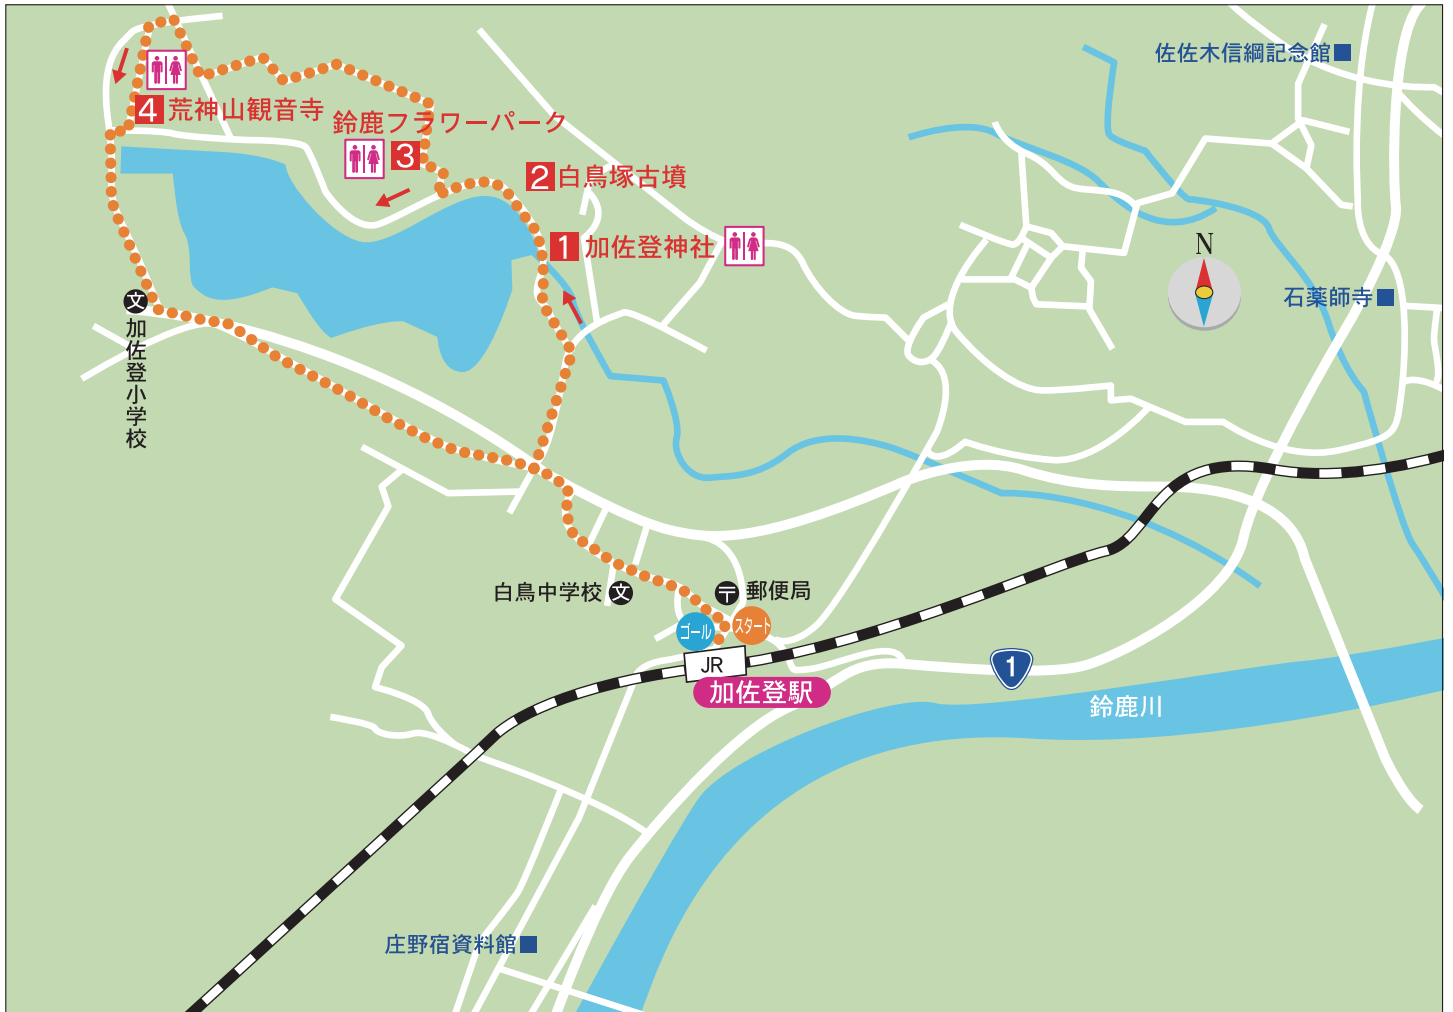 佐佐木信綱記念館
4 荒神山観音寺
鈴鹿フラワーパーク
3
2 白鳥塚古墳
1 加佐登神社
N
石薬師寺
文
加佐登小学校
白鳥中学校 文
〒 郵便局
ゴール
スタート
JR
加佐登駅
1
鈴鹿川
庄野宿資料館